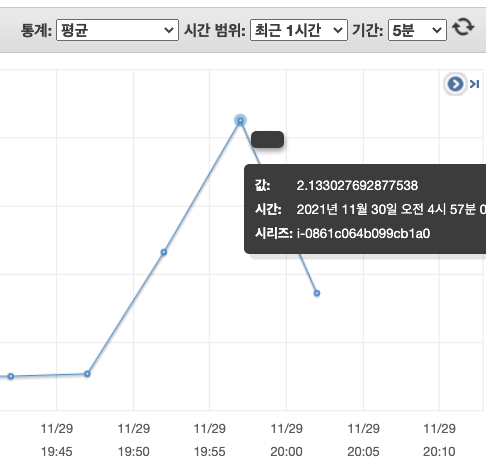 통계: 평균 시간 범위: 최근 1시간 기간: 5분
값: 2.133027692877538
시간: 2021년 11월 30일 오전 4시 57분 0
시리즈: i-0861c064b099cb1a0
11/29 11/29 11/29 11/29 11/29 11/29
19:45 19:50 19:55 20:00 20:05 20:10